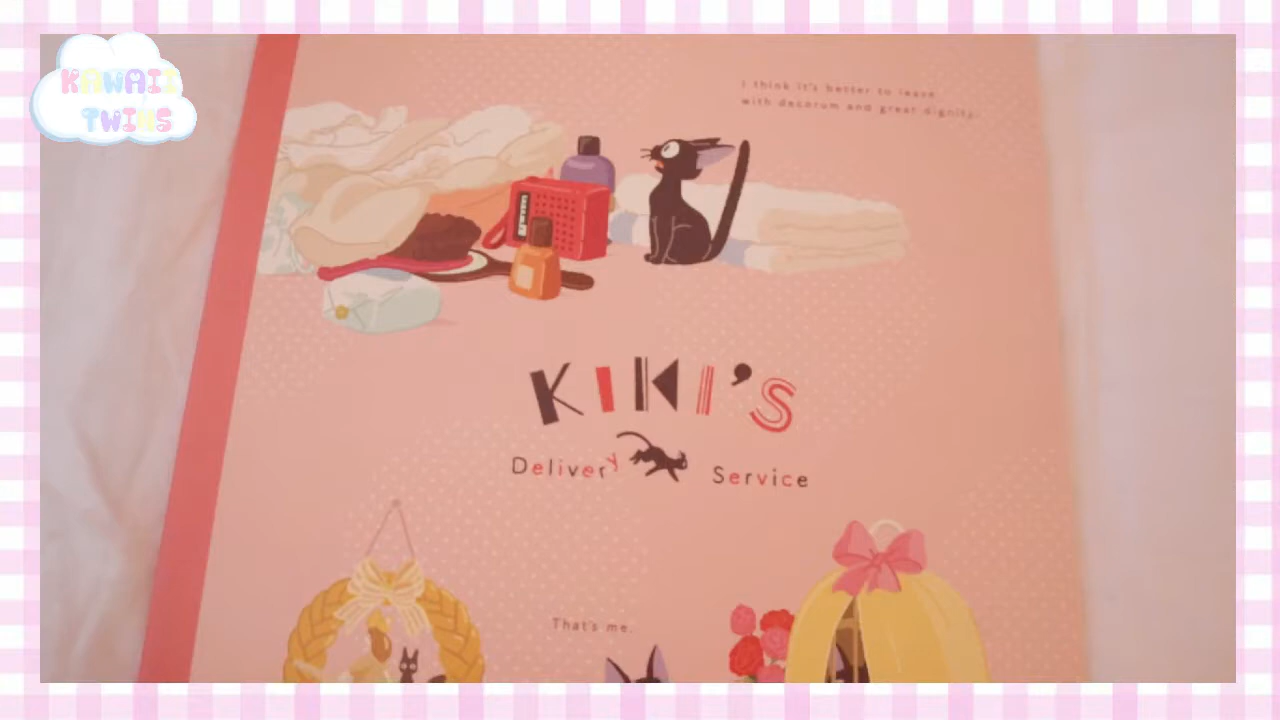 KAWAII
TWINS
I think it's better to leave
with decorum and great dignity.
KIKI'S
Delivery Service
That's me.